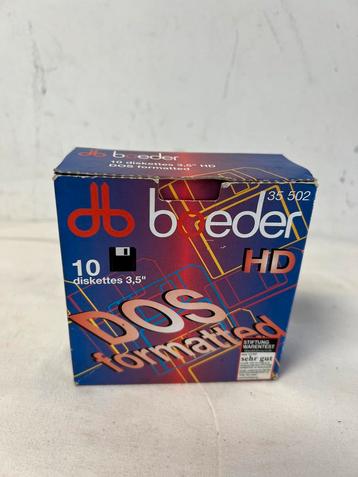 db boeder
10 diskettes 3,5" HD
DOS formatted
35 502
db boeder
HD
10
diskettes 3,5"
DOS
formatted
STIFTUNG
WARENTEST
sehr gut